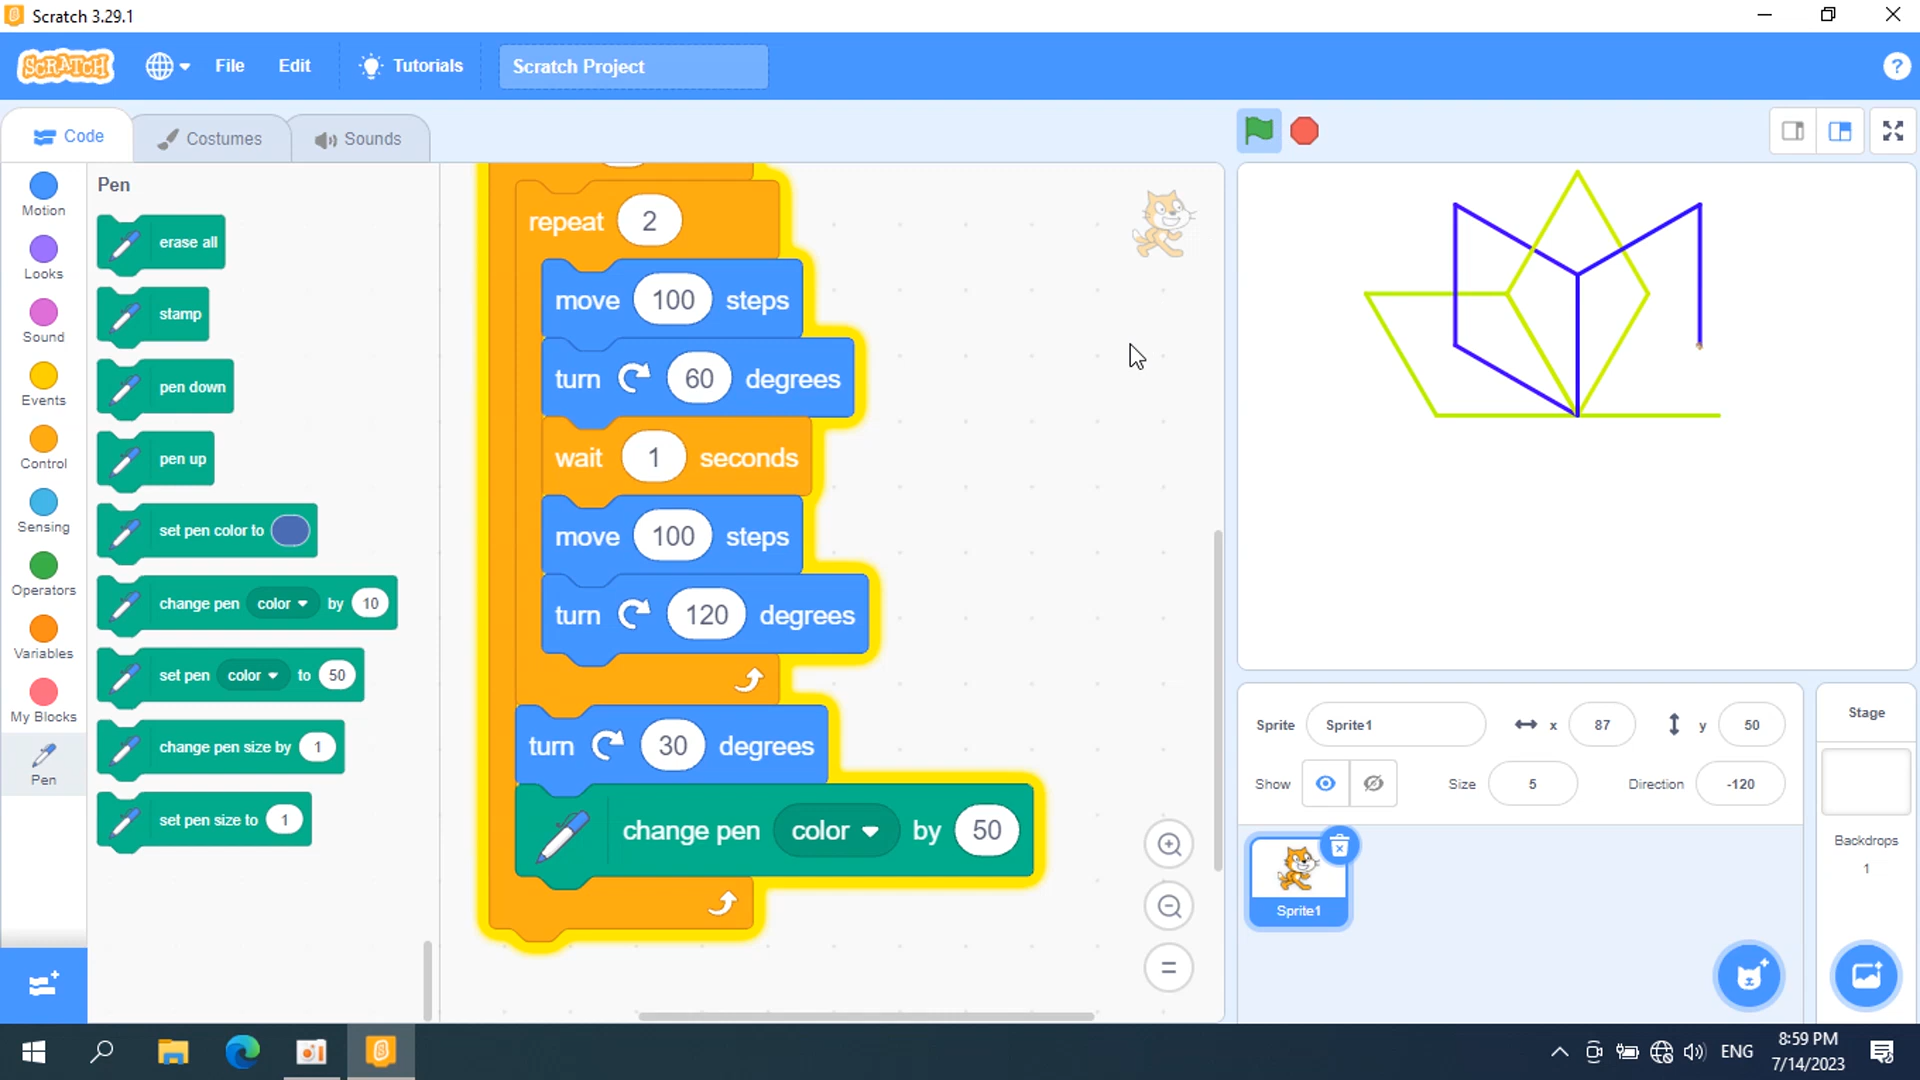 Scratch 3.29.1
SCRATCH
File
Edit
Tutorials
Scratch Project
?
Code
Costumes
Sounds
Motion
Looks
Sound
Events
Control
Sensing
Operators
Variables
My Blocks
Pen
Pen
erase all
stamp
pen down
pen up
set pen color to
change pen color by 10
set pen color to 50
change pen size by 1
set pen size to 1
repeat 2
move 100 steps
turn 60 degrees
wait 1 seconds
move 100 steps
turn 120 degrees
turn 30 degrees
change pen color by 50
Sprite Sprite1 x 87 y 50
Show Size 5 Direction -120
Sprite1
Stage
Backdrops
1
ENG
8:59 PM
7/14/2023